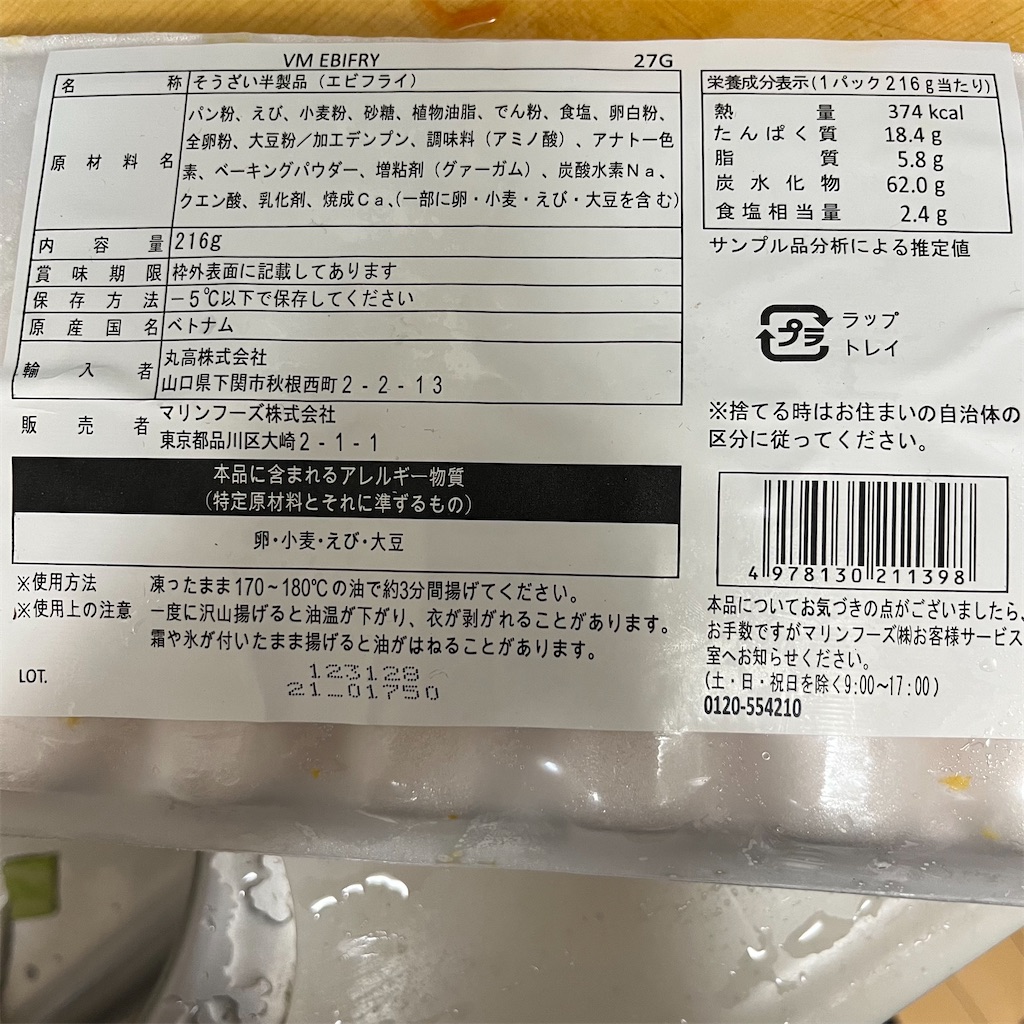 VM EBIFRY 27G
名 称 そうざい半製品（エビフライ）
原 材 料 名 パン粉、えび、小麦粉、砂糖、植物油脂、でん粉、食塩、卵白粉、
全卵粉、大豆粉／加工デンプン、調味料（アミノ酸）、アナトー色
素、ベーキングパウダー、増粘剤（グァーガム）、炭酸水素Ｎａ、
クエン酸、乳化剤、焼成Ｃａ、（一部に卵・小麦・えび・大豆を含む）
内 容 量 216g
賞 味 期 限 枠外表面に記載してあります
保 存 方 法 －5℃以下で保存してください
原 産 国 名 ベトナム
輸 入 者 丸高株式会社
山口県下関市秋根西町２-２-１３
販 売 者 マリンフーズ株式会社
東京都品川区大崎２-１-１
本品に含まれるアレルギー物質
（特定原材料とそれに準ずるもの）
卵・小麦・えび・大豆
※使用方法 凍ったまま170～180℃の油で約3分間揚げてください。
※使用上の注意 一度に沢山揚げると油温が下がり、衣が剥がれることがあります。
霜や氷が付いたまま揚げると油がはねることがあります。
LOT. 123128
21_01750
栄養成分表示(1パック216g当たり)
熱 量 374 kcal
たんぱく質 18.4 g
脂 質 5.8 g
炭水化物 62.0 g
食塩相当量 2.4 g
サンプル品分析による推定値
プラ ラップ
トレイ
※捨てる時はお住まいの自治体の
区分に従ってください。
4 978130 211398
本品についてお気づきの点がございましたら、
お手数ですがマリンフーズ㈱お客様サービス
室へお知らせください。
(土・日・祝日を除く9:00～17:00)
0120-554210